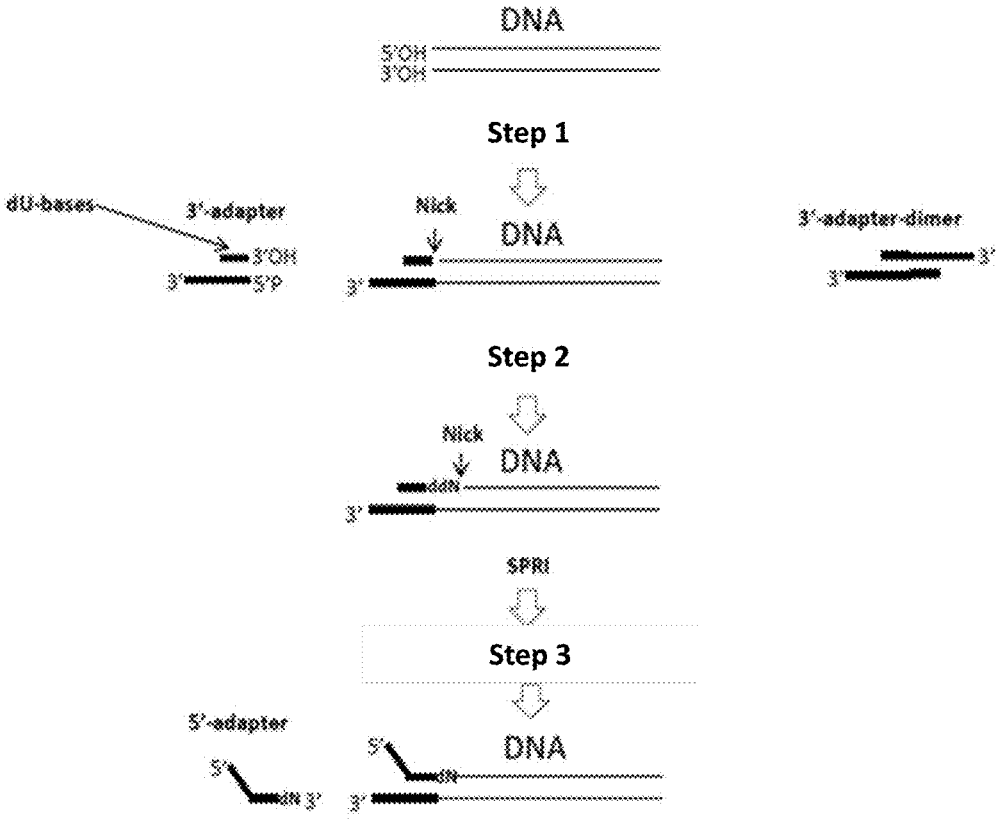 DNA
5'OH
3'OH
Step 1
dU-bases
3'-adapter
Nick
DNA
3'-adapter-dimer
3'OH
3'
5'P
3'
3'
3'
Step 2
Nick
DNA
ddN
3'
SPRI
Step 3
5'-adapter
5'
DNA
5'
dN
dN 3'
3'